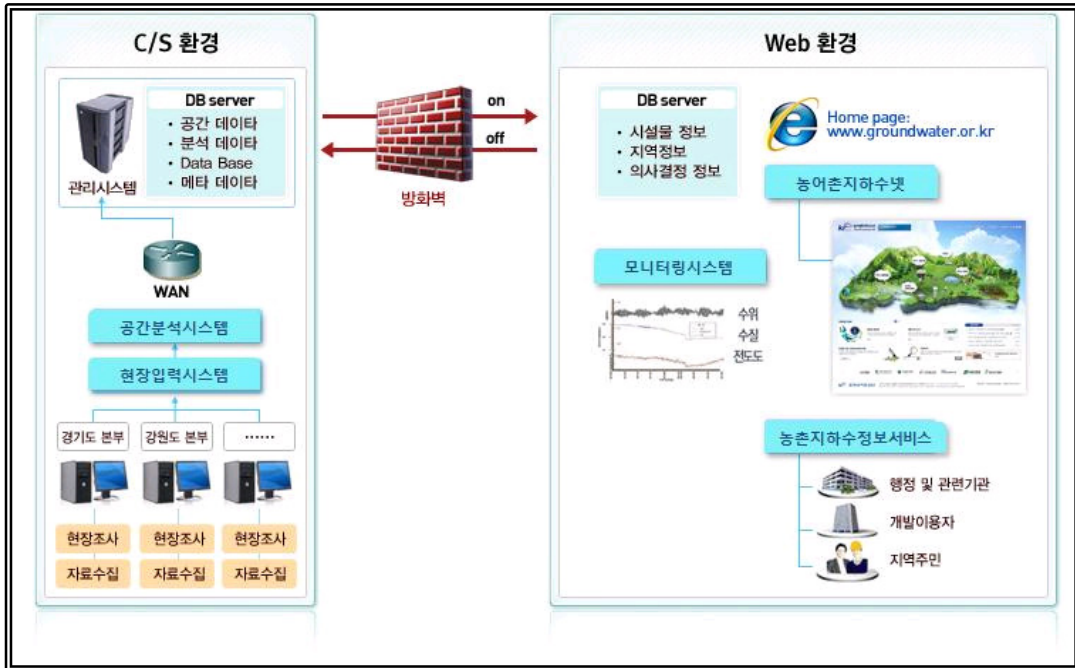 C/S 환경
DB server
• 공간 데이타
• 분석 데이타
• Data Base
• 메타 데이타
관리시스템
WAN
공간분석시스템
현장입력시스템
경기도 본부
강원도 본부
······
현장조사
현장조사
현장조사
자료수집
자료수집
자료수집
on
off
방화벽
Web 환경
DB server
• 시설물 정보
• 지역정보
• 의사결정 정보
Home page:
www.groundwater.or.kr
농어촌지하수넷
모니터링시스템
수위
수질
전도도
농촌지하수정보서비스
행정 및 관련기관
개발이용자
지역주민